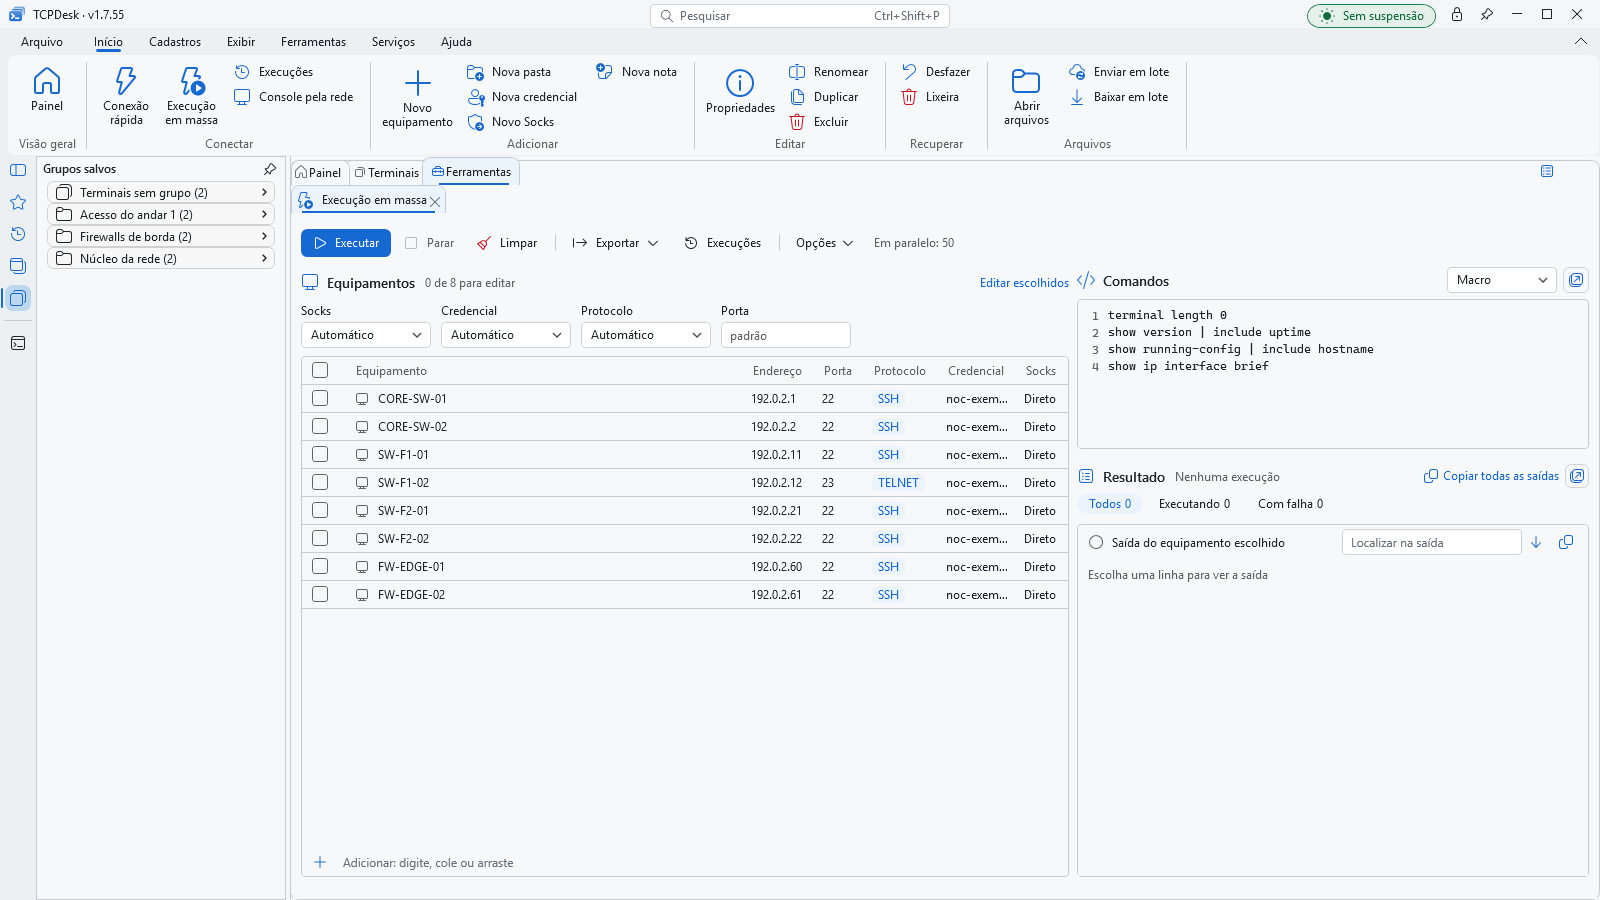 TCPDesk · v1.7.55
Pesquisar
Ctrl+Shift+P
Sem suspensão
Arquivo
Início
Cadastros
Exibir
Ferramentas
Serviços
Ajuda
Painel
Visão geral
Conexão
rápida
Execução
em massa
Execuções
Console pela rede
Conectar
Novo
equipamento
Nova pasta
Nova credencial
Novo Socks
Nova nota
Adicionar
Propriedades
Renomear
Duplicar
Excluir
Editar
Desfazer
Lixeira
Recuperar
Abrir
arquivos
Enviar em lote
Baixar em lote
Arquivos
Grupos salvos
Terminais sem grupo (2)
Acesso do andar 1 (2)
Firewalls de borda (2)
Núcleo da rede (2)
Painel
Terminais
Ferramentas
Execução em massa
Executar
Parar
Limpar
Exportar
Execuções
Opções
Em paralelo: 50
Equipamentos
0 de 8 para editar
Editar escolhidos
Socks
Credencial
Protocolo
Porta
Automático
Automático
Automático
padrão
Equipamento Endereço Porta Protocolo Credencial Socks
CORE-SW-01 192.0.2.1 22 SSH noc-exem... Direto
CORE-SW-02 192.0.2.2 22 SSH noc-exem... Direto
SW-F1-01 192.0.2.11 22 SSH noc-exem... Direto
SW-F1-02 192.0.2.12 23 TELNET noc-exem... Direto
SW-F2-01 192.0.2.21 22 SSH noc-exem... Direto
SW-F2-02 192.0.2.22 22 SSH noc-exem... Direto
FW-EDGE-01 192.0.2.60 22 SSH noc-exem... Direto
FW-EDGE-02 192.0.2.61 22 SSH noc-exem... Direto
Adicionar: digite, cole ou arraste
Comandos
Macro
1 terminal length 0
2 show version | include uptime
3 show running-config | include hostname
4 show ip interface brief
Resultado
Nenhuma execução
Copiar todas as saídas
Todos 0
Executando 0
Com falha 0
Saída do equipamento escolhido
Localizar na saída
Escolha uma linha para ver a saída